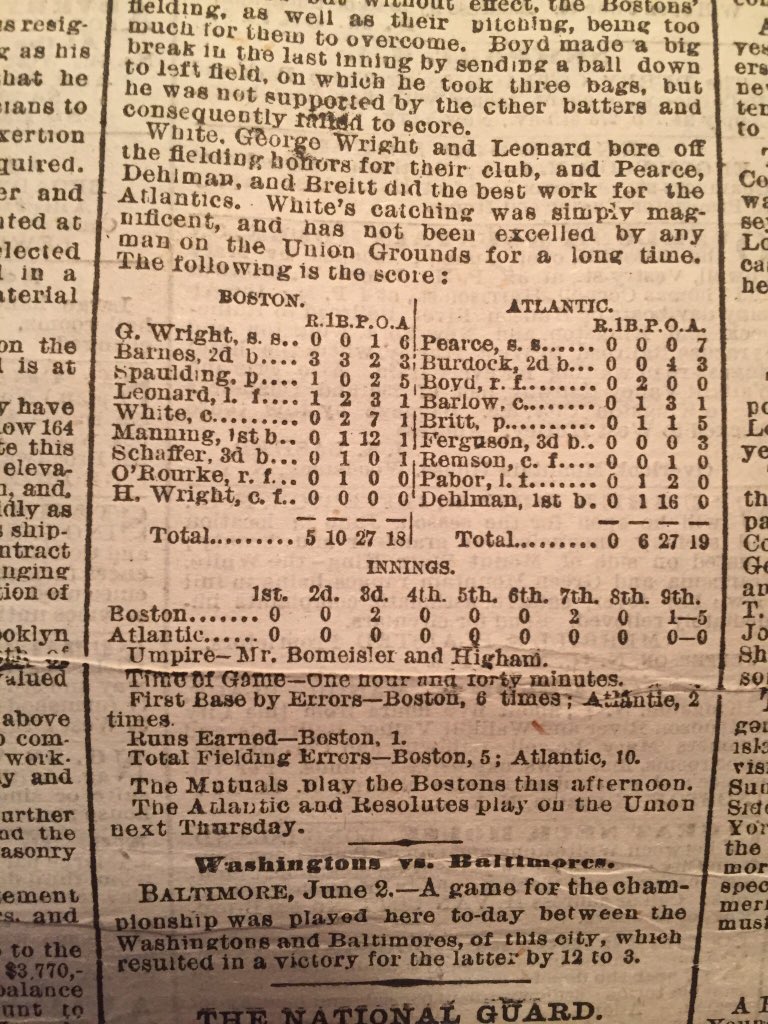 fielding, as well as their pitching, being too
much for them to overcome. Boyd made a big
break in the last inning by sending a ball down
to left field, on which he took three bags, but
he was not supported by the cther batters and
consequently failed to score.
White, George Wright and Leonard bore off
the fielding honors for their club, and Pearce,
Dehlman, and Breitt did the best work for the
Atlantics. White's catching was simply mag-
nificent, and has not been excelled by any
man on the Union Grounds for a long time.
The following is the score:
BOSTON.
R.1B.P.O.A
G. Wright, s. s.. 0 0 1 6
Barnes, 2d b.... 3 3 2 3
Spaulding, p.... 1 0 2 5
Leonard, l. f.... 1 2 3 1
White, c......... 0 2 7 1
Manning, 1st b.. 0 1 12 1
Schaffer, 3d b... 0 1 0 1
O'Rourke, r. f... 0 1 0 0
H. Wright, c. f.. 0 0 0 0
Total......... 5 10 27 18
ATLANTIC.
R.1B.P.O.A.
Pearce, s. s...... 0 0 0 7
Burdock, 2d b... 0 0 4 3
Boyd, r. f........ 0 2 0 0
Barlow, c........ 0 1 3 1
Britt, p.......... 0 1 1 5
Ferguson, 3d b.. 0 0 0 3
Remson, c. f.... 0 0 1 0
Pabor, l. f....... 0 1 2 0
Dehlman, 1st b. 0 1 16 0
Total......... 0 6 27 19
INNINGS.
1st. 2d. 3d. 4th. 5th. 6th. 7th. 8th. 9th.
Boston....... 0 0 2 0 0 0 2 0 1—5
Atlantic...... 0 0 0 0 0 0 0 0 0—0
Umpire—Mr. Bomeisler and Higham.
Time of Game—One hour and forty minutes.
First Base by Errors—Boston, 6 times; Atlantic, 2
times.
Runs Earned—Boston, 1.
Total Fielding Errors—Boston, 5; Atlantic, 10.
The Mutuals play the Bostons this afternoon.
The Atlantic and Resolutes play on the Union
next Thursday.
Washingtons vs. Baltimores.
BALTIMORE, June 2.—A game for the cham-
pionship was played here to-day between the
Washingtons and Baltimores, of this city, which
resulted in a victory for the latter by 12 to 3.
THE NATIONAL GUARD.